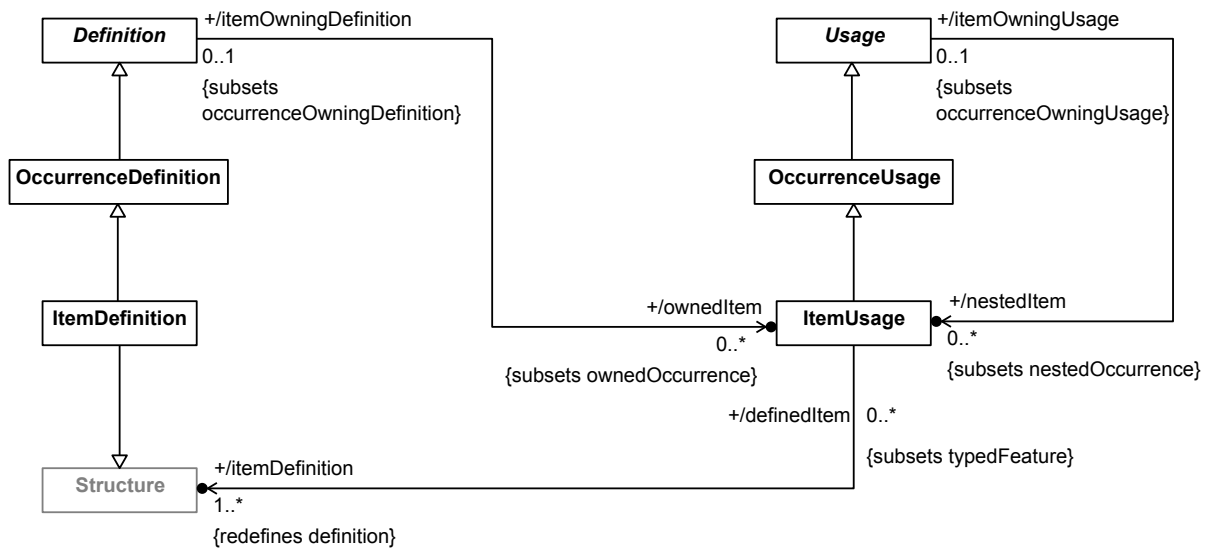 +/itemOwningDefinition
Definition
0..1
{subsets
occurrenceOwningDefinition}
+/itemOwningUsage
Usage
0..1
{subsets
occurrenceOwningUsage}
OccurrenceDefinition
OccurrenceUsage
ItemDefinition
+/ownedItem
0..*
{subsets ownedOccurrence}
ItemUsage
+/nestedItem
0..*
{subsets nestedOccurrence}
+/definedItem
0..*
{subsets typedFeature}
Structure
+/itemDefinition
1..*
{redefines definition}